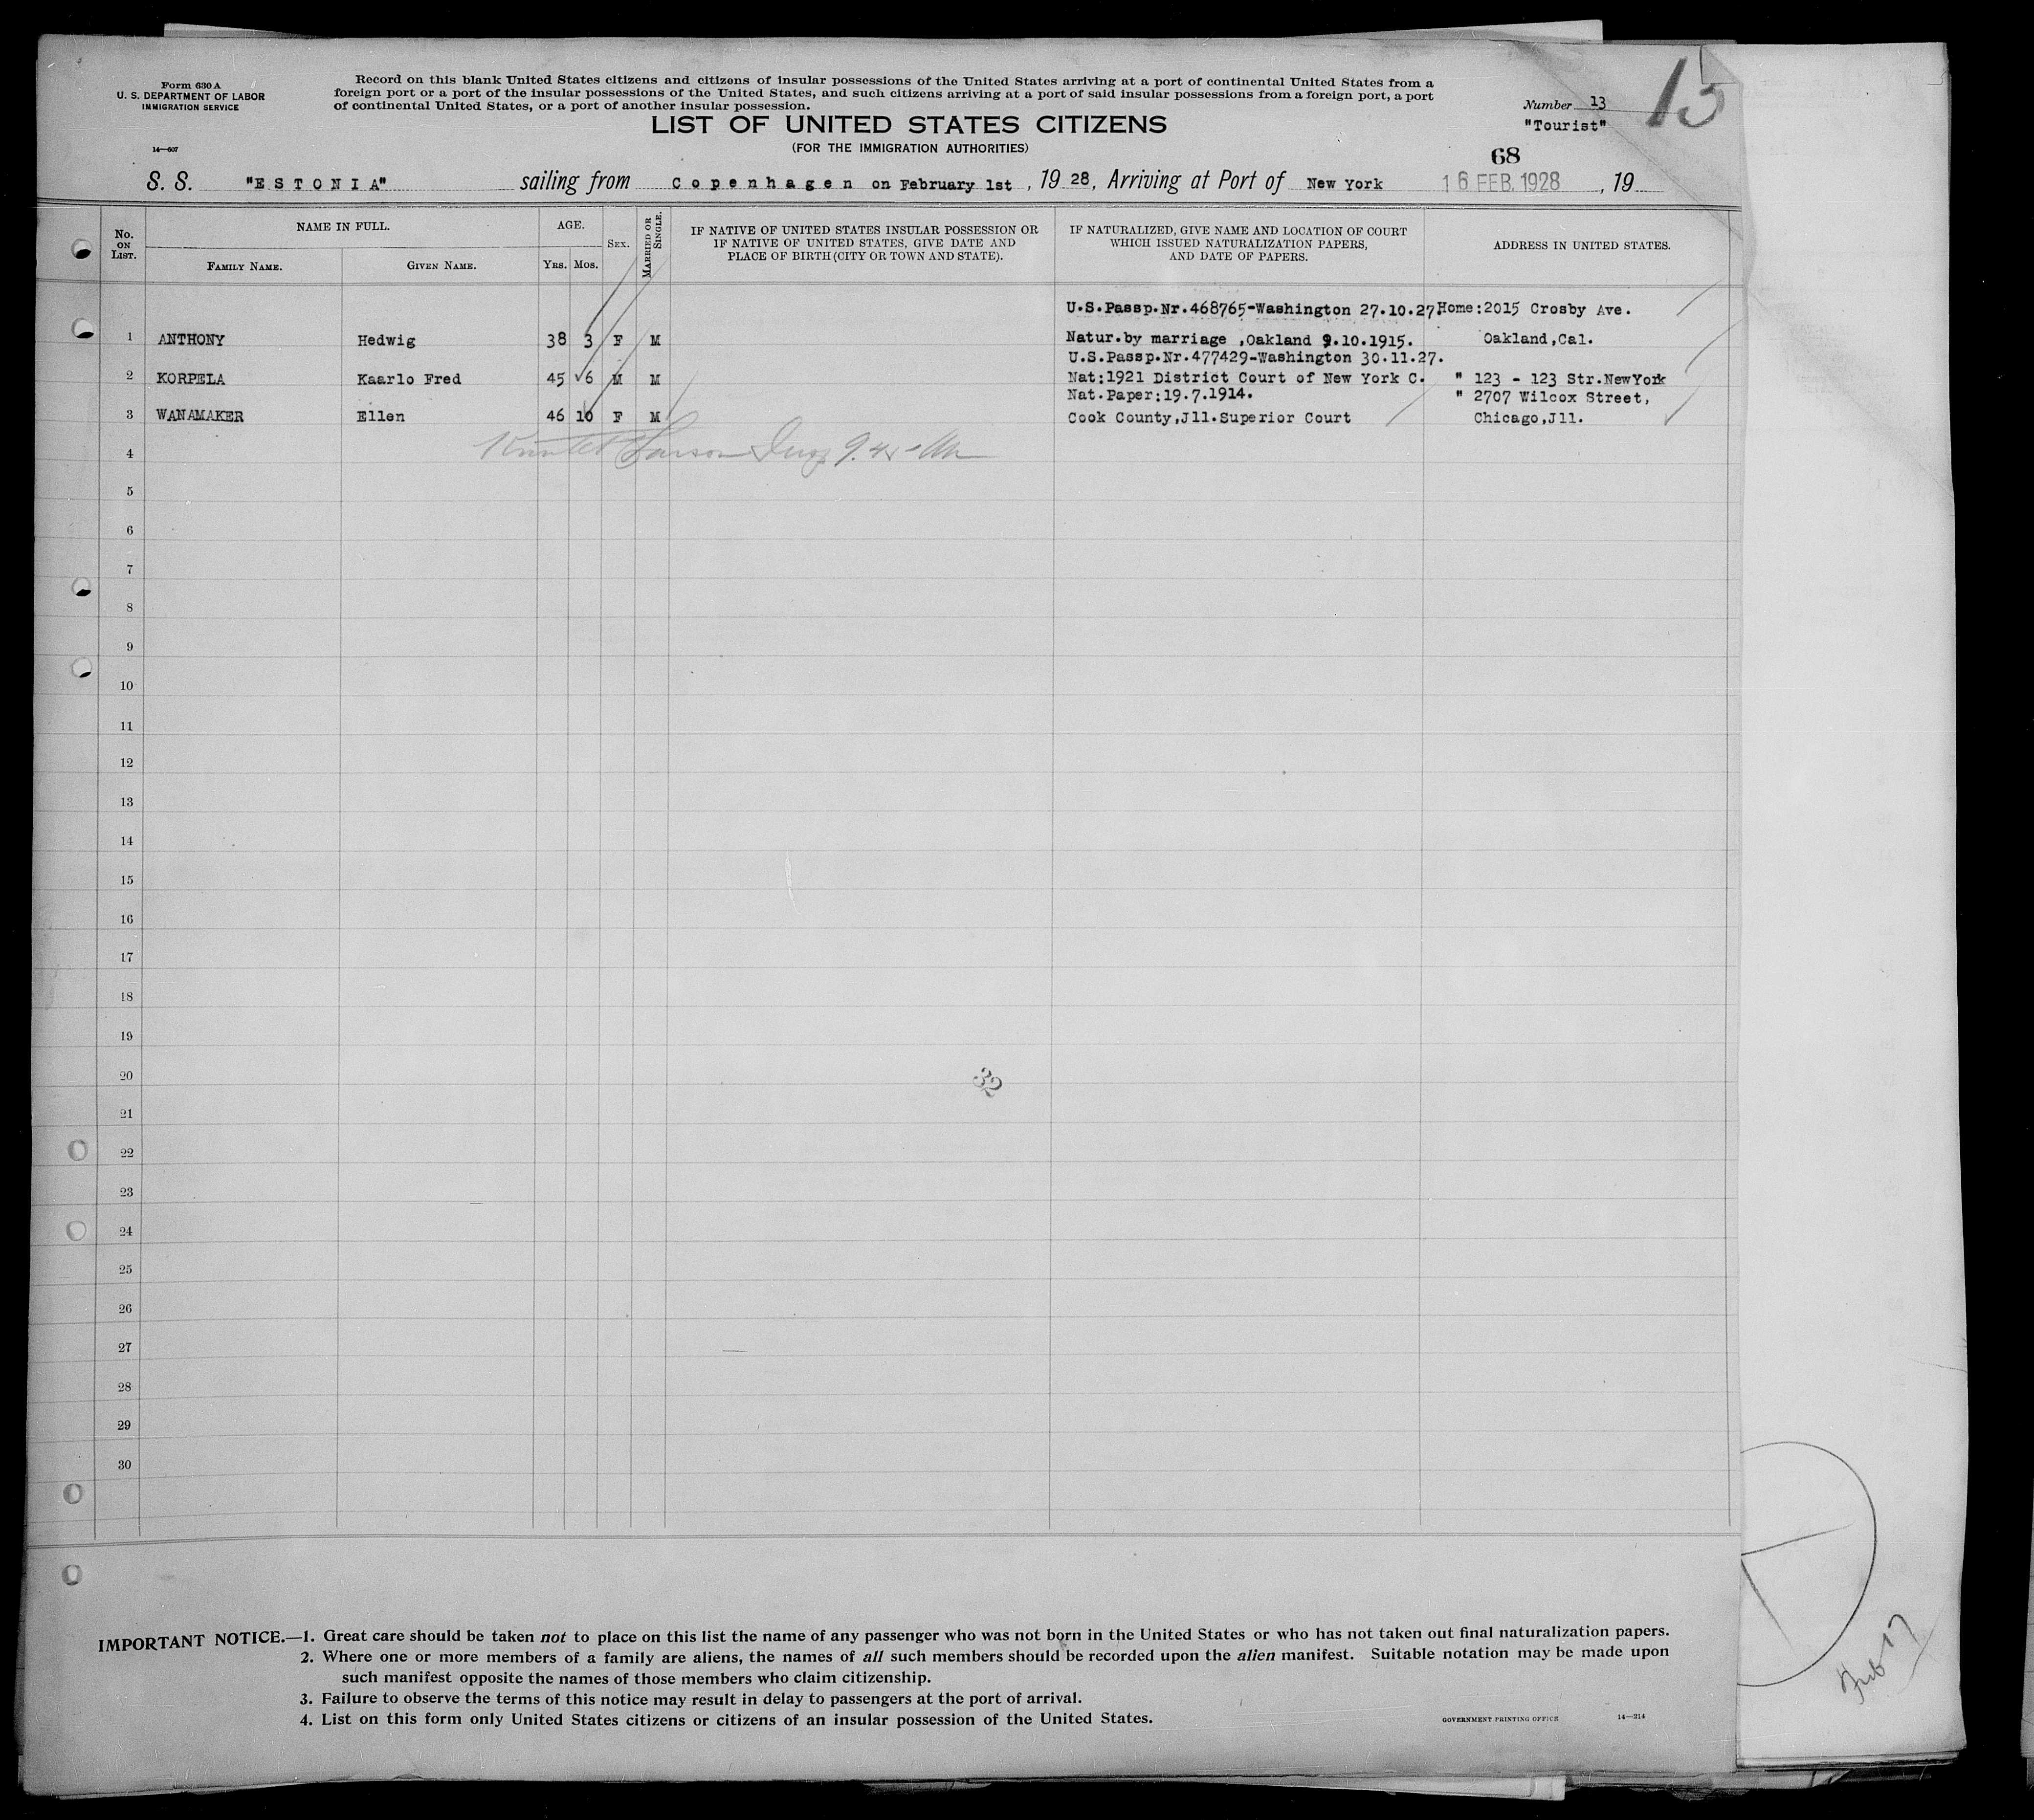 Form 630 A
U. S. DEPARTMENT OF LABOR
IMMIGRATION SERVICE
14—607
Record on this blank United States citizens and citizens of insular possessions of the United States arriving at a port of continental United States from a
foreign port or a port of the insular possessions of the United States, and such citizens arriving at a port of said insular possessions from a foreign port, a port
of continental United States, or a port of another insular possession.
LIST OF UNITED STATES CITIZENS
(FOR THE IMMIGRATION AUTHORITIES)
Number 13
"Tourist"
13
68
S. S. "ESTONIA" sailing from Copenhagen on February 1st, 1928, Arriving at Port of New York 16 FEB. 1928, 19
No. ON LIST.
NAME IN FULL.
FAMILY NAME.
GIVEN NAME.
AGE.
YRS.
MOS.
SEX.
MARRIED OR SINGLE.
IF NATIVE OF UNITED STATES INSULAR POSSESSION OR
IF NATIVE OF UNITED STATES, GIVE DATE AND
PLACE OF BIRTH (CITY OR TOWN AND STATE).
IF NATURALIZED, GIVE NAME AND LOCATION OF COURT
WHICH ISSUED NATURALIZATION PAPERS,
AND DATE OF PAPERS.
ADDRESS IN UNITED STATES.
U.S.Passp.Nr.468765-Washington 27.10.27. Home:2015 Crosby Ave.
1 ANTHONY Hedwig 38 3 F M Natur.by marriage ,Oakland 9.10.1915. Oakland,Cal.
U.S.Passp.Nr.477429-Washington 30.11.27.
2 KORPELA Kaarlo Fred 45 6 M M Nat:1921 District Court of New York C. " 123 - 123 Str.NewYork
Nat.Paper:19.7.1914. " 2707 Wilcox Street,
3 WANAMAKER Ellen 46 10 F M Cook County,Jll.Superior Court Chicago,Jll.
4
5
6
7
8
9
10
11
12
13
14
15
16
17
18
19
20
32
21
22
23
24
25
26
27
28
29
30
IMPORTANT NOTICE.—1. Great care should be taken not to place on this list the name of any passenger who was not born in the United States or who has not taken out final naturalization papers.
2. Where one or more members of a family are aliens, the names of all such members should be recorded upon the alien manifest. Suitable notation may be made upon
such manifest opposite the names of those members who claim citizenship.
3. Failure to observe the terms of this notice may result in delay to passengers at the port of arrival.
4. List on this form only United States citizens or citizens of an insular possession of the United States.
GOVERNMENT PRINTING OFFICE 14—214
Feb 17